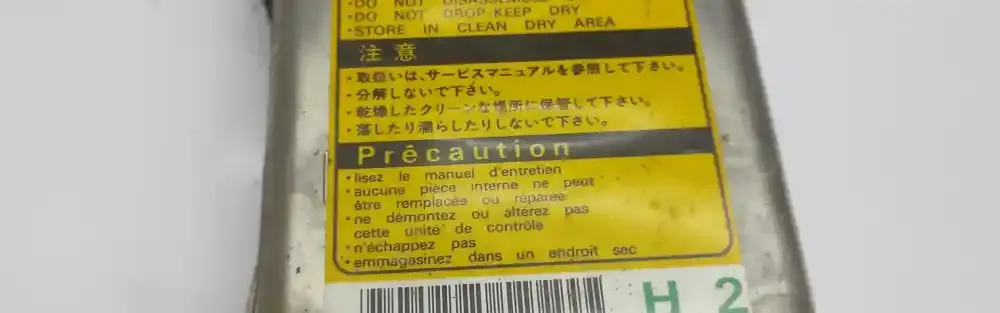 ·DO NOT DISASSEMBLE
·DO NOT DROP·KEEP DRY
·STORE IN CLEAN DRY AREA
注意
・取扱いは、サービスマニュアルを参照して下さい。
・分解しないで下さい。
・乾燥したクリーンな場所に保管して下さい。
・落したり濡らしたりしないで下さい。
Précaution
·lisez le manuel d'entretien
·aucune pièce interne ne peut
être remplacée ou réparée
·ne démontez ou altérez pas
cette unité de contrôle
·n'échappez pas
·emmagasinez dans un endroit sec
H 2